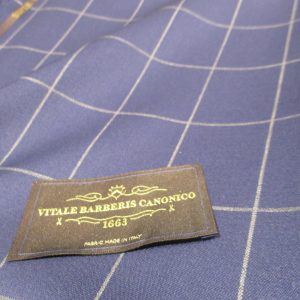 VITALE BARBERIS CANONICO
1663
FABRIC MADE IN ITALY